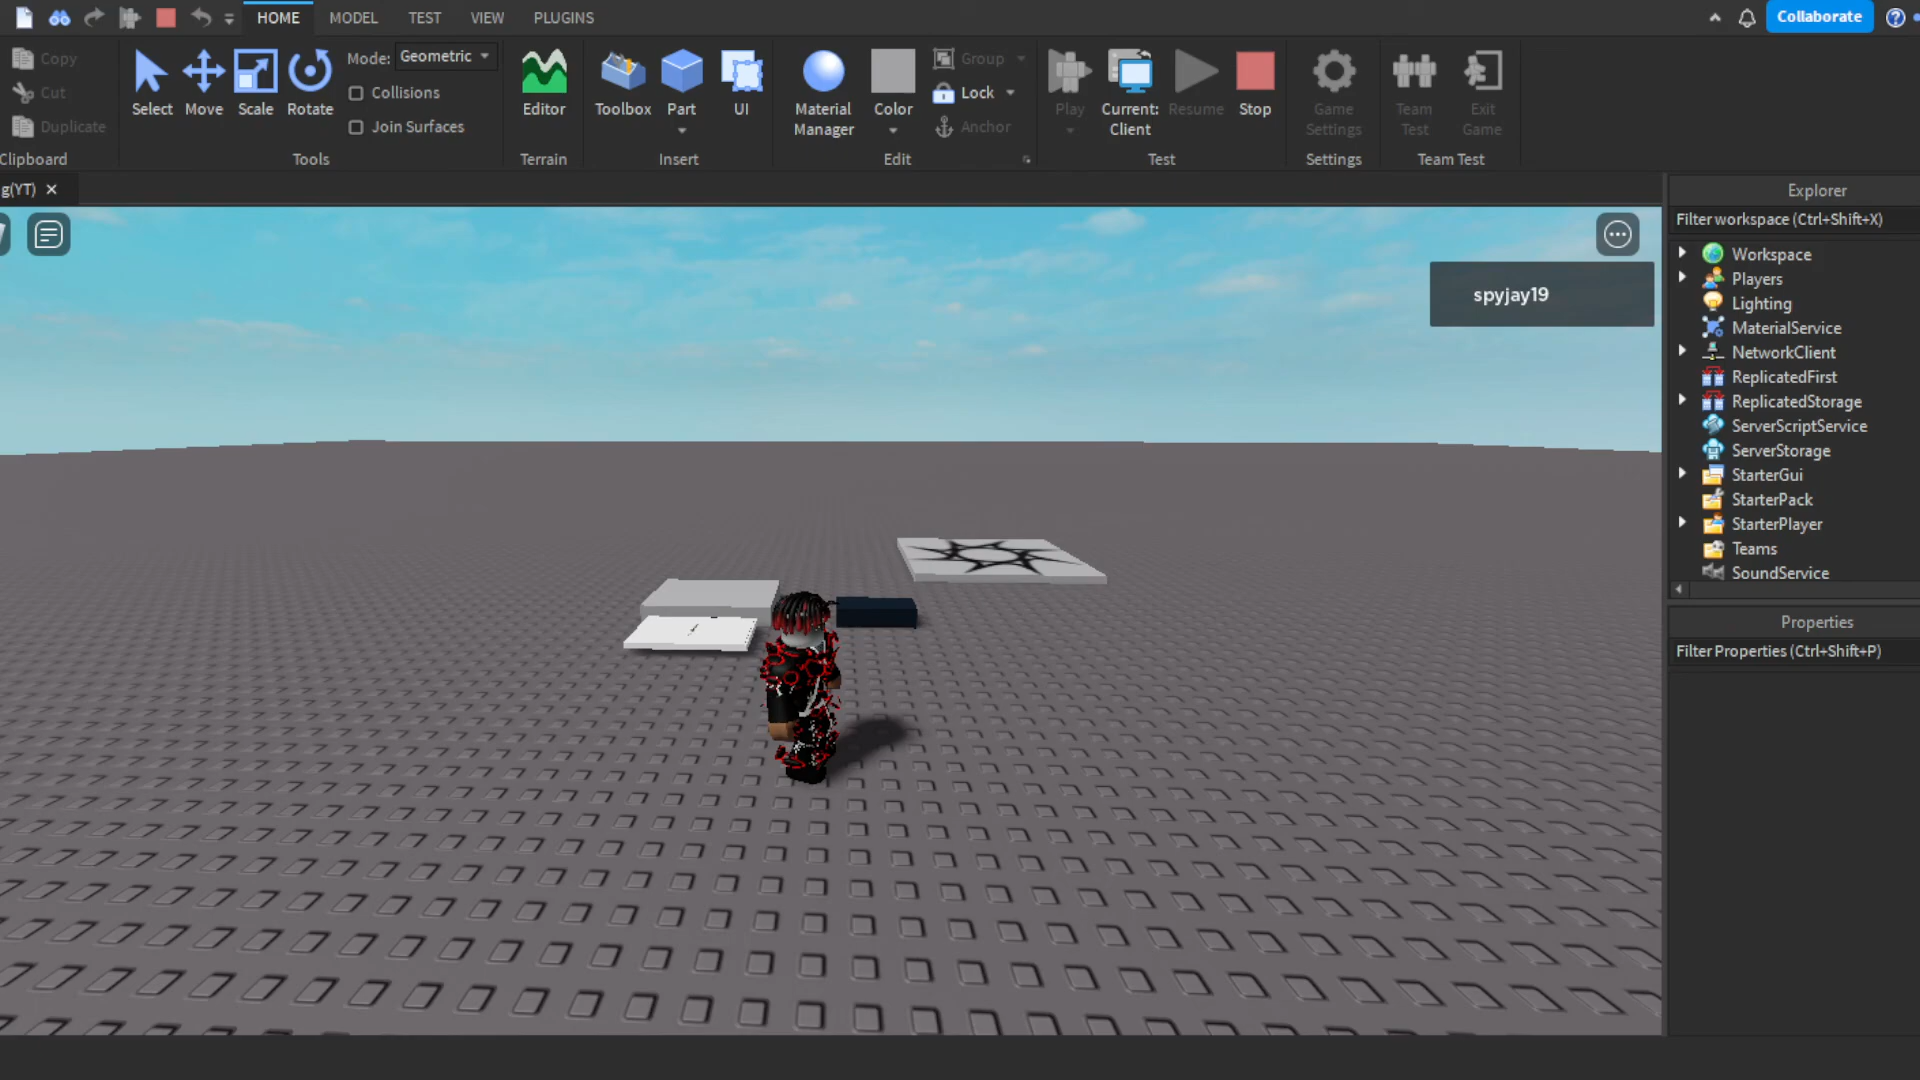 HOME MODEL TEST VIEW PLUGINS
Collaborate
Copy
Cut
Duplicate
Clipboard
Select Move Scale Rotate
Mode: Geometric
Collisions
Join Surfaces
Tools
Editor
Terrain
Toolbox Part UI
Insert
Material Manager
Color
Group
Lock
Anchor
Edit
Play
Current: Client
Resume Stop
Test
Game Settings
Settings
Team Test
Exit Game
Team Test
g(YT)
spyjay19
Explorer
Filter workspace (Ctrl+Shift+X)
Workspace
Players
Lighting
MaterialService
NetworkClient
ReplicatedFirst
ReplicatedStorage
ServerScriptService
ServerStorage
StarterGui
StarterPack
StarterPlayer
Teams
SoundService
Properties
Filter Properties (Ctrl+Shift+P)